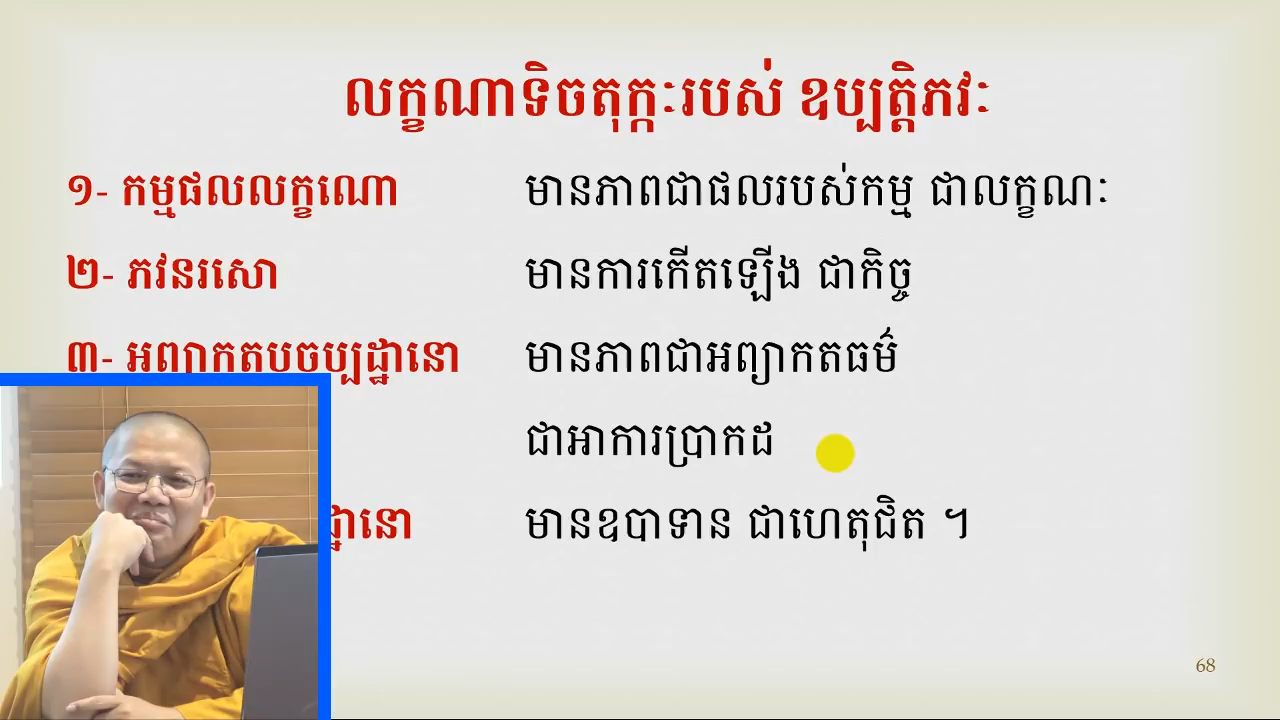 លក្ខណាទិចតុក្កៈរបស់ ឧប្បត្តិភវៈ
១- កម្មផលលក្ខណោ មានភាពជាផលរបស់កម្ម ជាលក្ខណៈ
២- ភវនរសោ មានការកើតឡើង ជាកិច្ច
៣- អព្យាកតបច្ចុប្បដ្ឋានោ មានភាពជាអព្យាកតធម៌
ជាអាការប្រាកដ
ដ្ឋានោ មានឧបាទាន ជាហេតុជិត ។
68